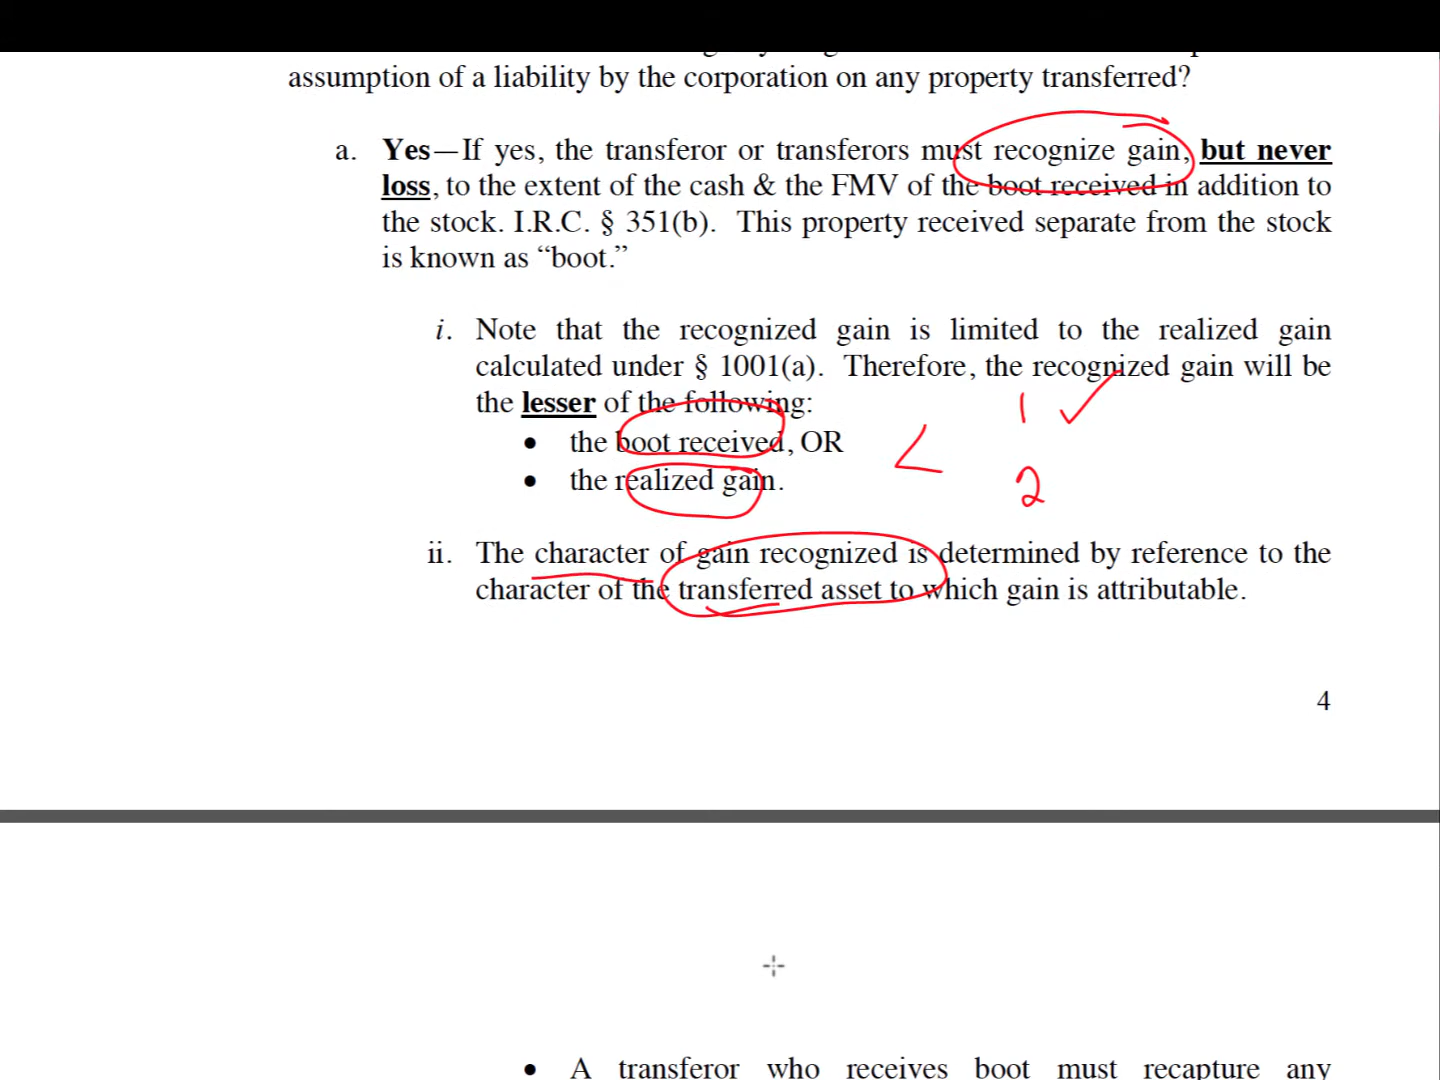 assumption of a liability by the corporation on any property transferred?
a. Yes—If yes, the transferor or transferors must recognize gain, but never
loss, to the extent of the cash & the FMV of the boot received in addition to
the stock. I.R.C. § 351(b). This property received separate from the stock
is known as “boot.”
i. Note that the recognized gain is limited to the realized gain
calculated under § 1001(a). Therefore, the recognized gain will be
the lesser of the following:
1
• the boot received, OR
<
• the realized gain.
2
ii. The character of gain recognized is determined by reference to the
character of the transferred asset to which gain is attributable.
4
• A transferor who receives boot must recapture any